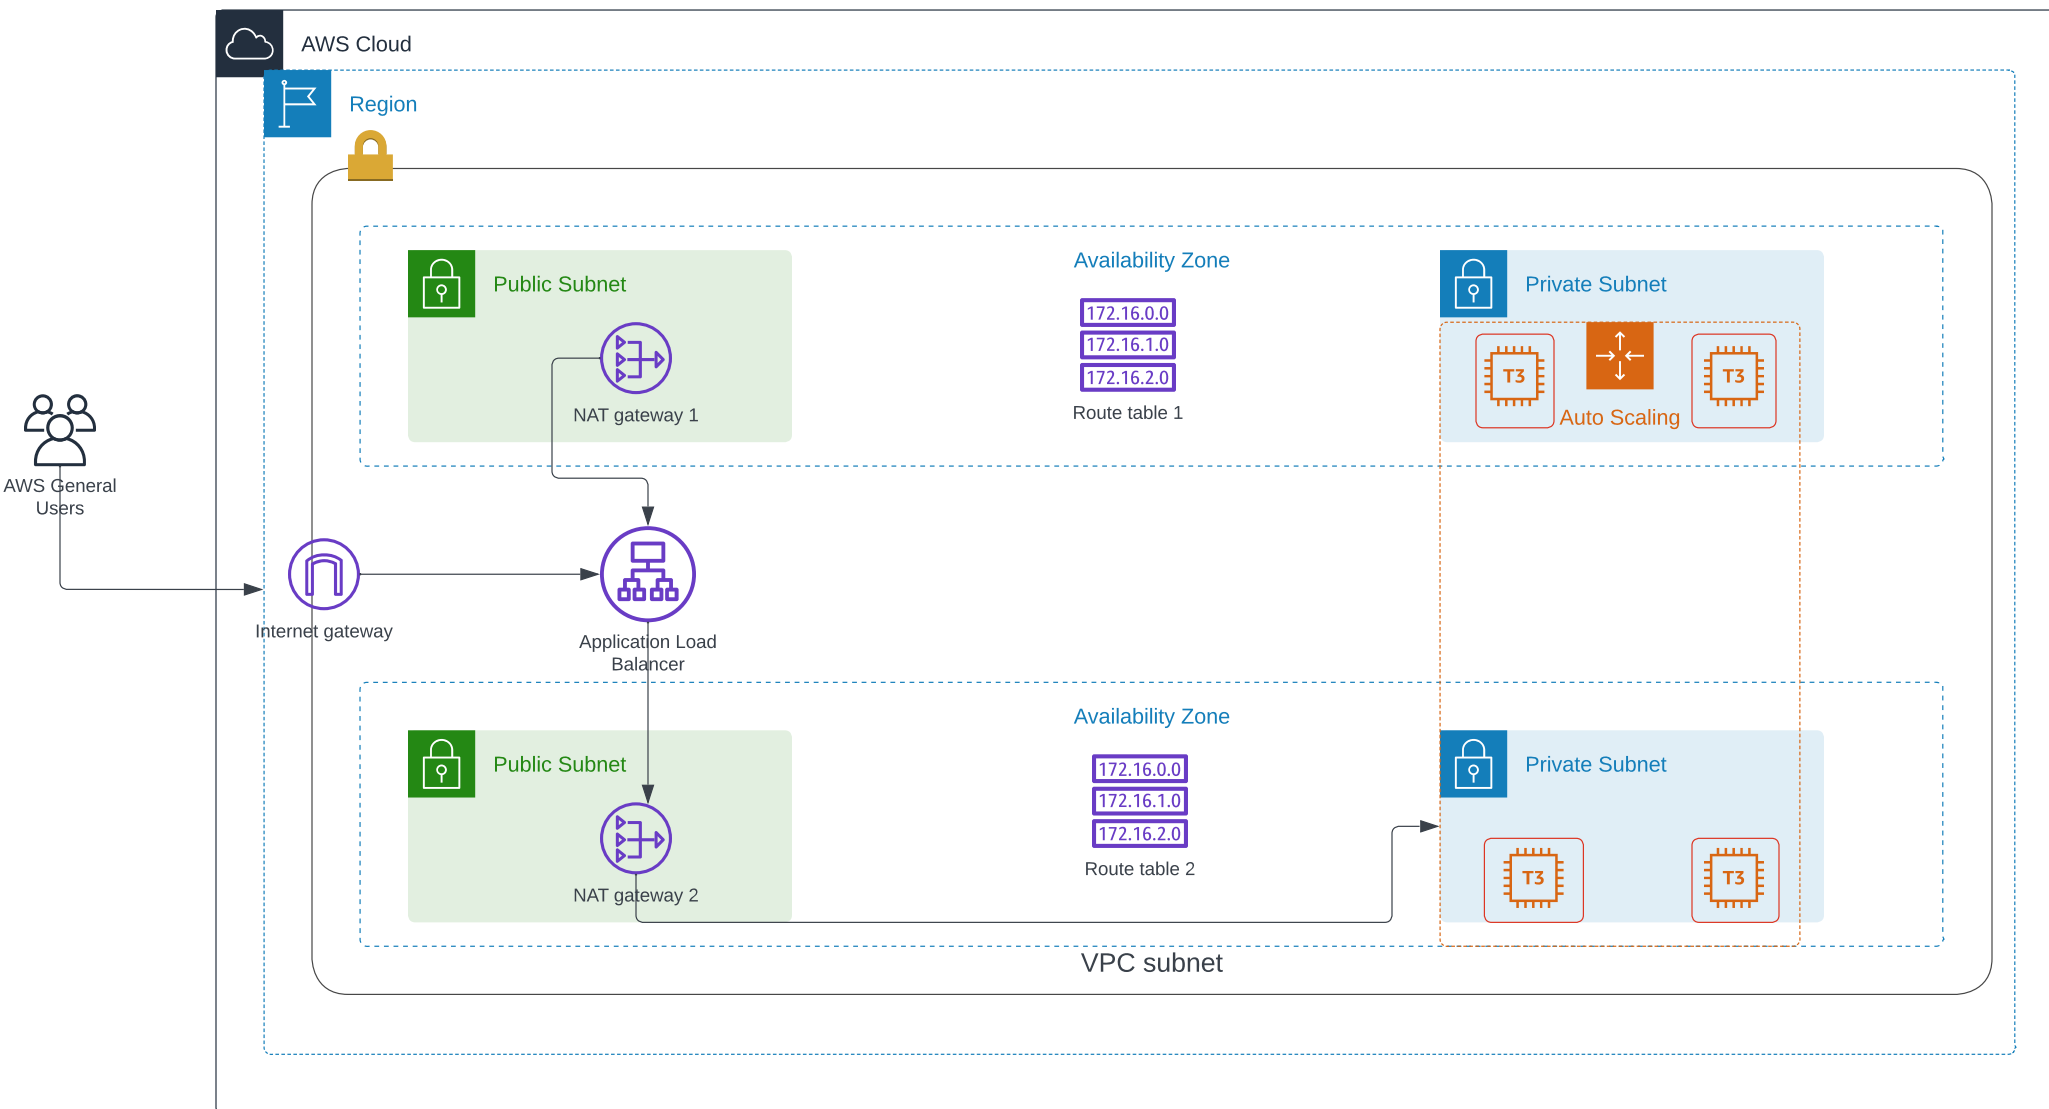 AWS Cloud
Region
Public Subnet
NAT gateway 1
Availability Zone
172.16.0.0
172.16.1.0
172.16.2.0
Route table 1
Private Subnet
T3
T3
Auto Scaling
AWS General
Users
Internet gateway
Application Load
Balancer
Public Subnet
NAT gateway 2
Availability Zone
172.16.0.0
172.16.1.0
172.16.2.0
Route table 2
Private Subnet
T3
T3
VPC subnet